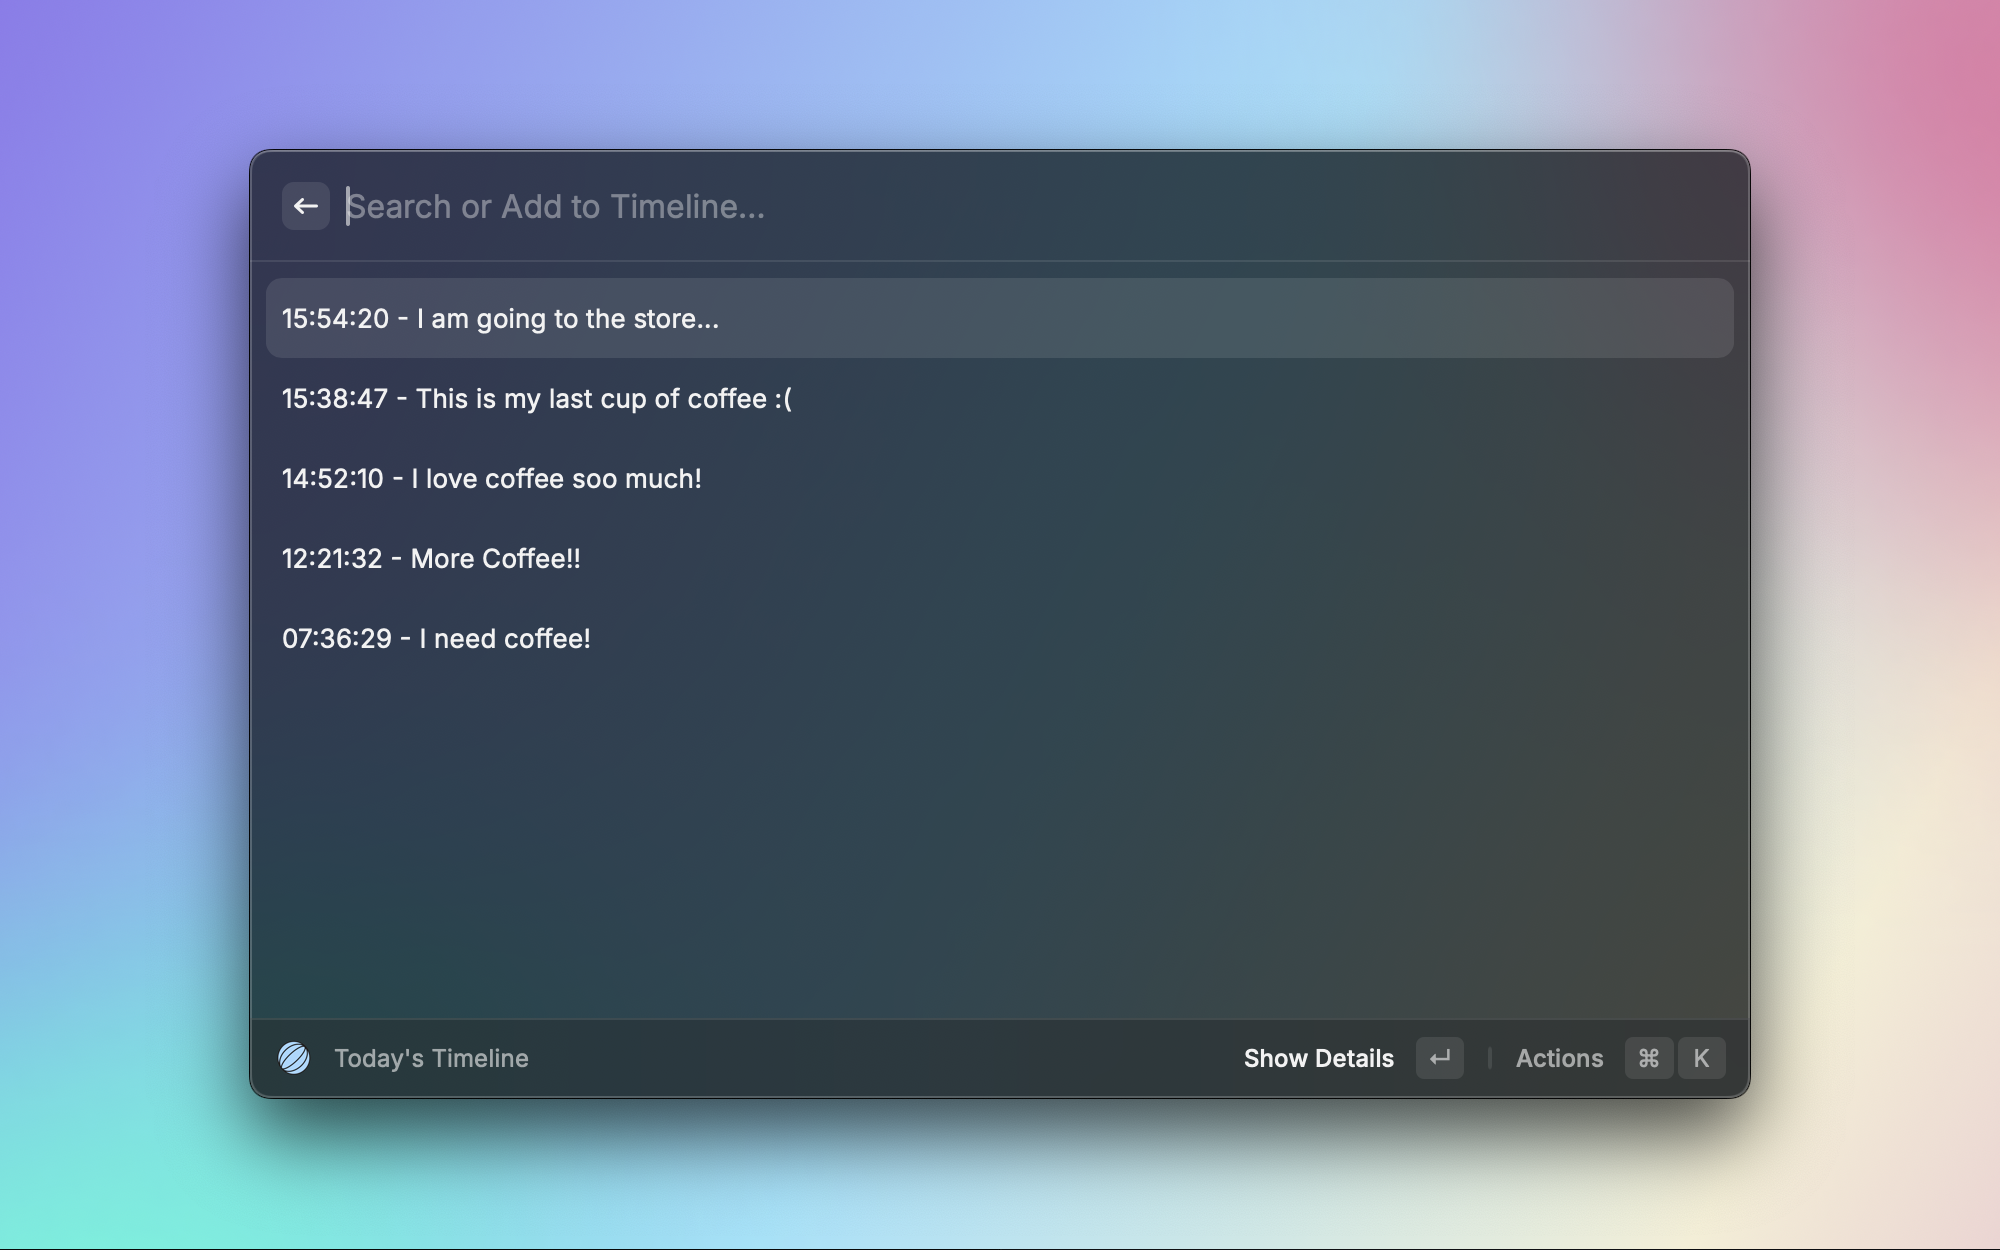 Search or Add to Timeline...
15:54:20 - I am going to the store...
15:38:47 - This is my last cup of coffee :(
14:52:10 - I love coffee soo much!
12:21:32 - More Coffee!!
07:36:29 - I need coffee!
Today's Timeline Show Details ↵ Actions ⌘ K